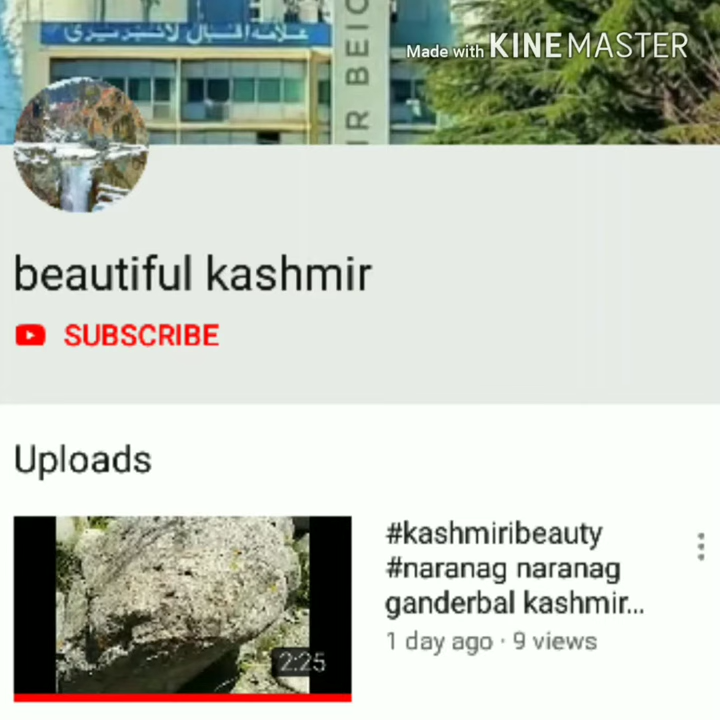 علامہ اقبال لائبریری
Made with KINEMASTER
beautiful kashmir
SUBSCRIBE
Uploads
#kashmiribeauty
#naranag naranag
ganderbal kashmir...
1 day ago · 9 views
2:25